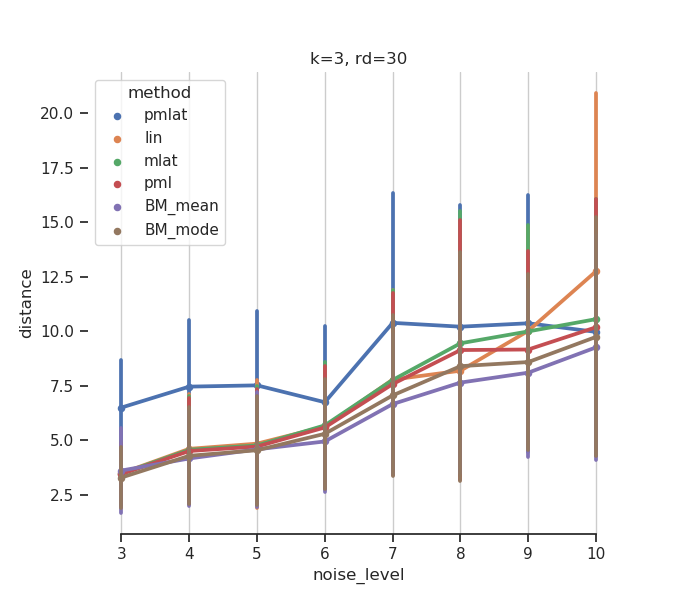 k=3, rd=30
method
pmlat
lin
mlat
pml
BM_mean
BM_mode
distance
20.0
17.5
15.0
12.5
10.0
7.5
5.0
2.5
3 4 5 6 7 8 9 10
noise_level